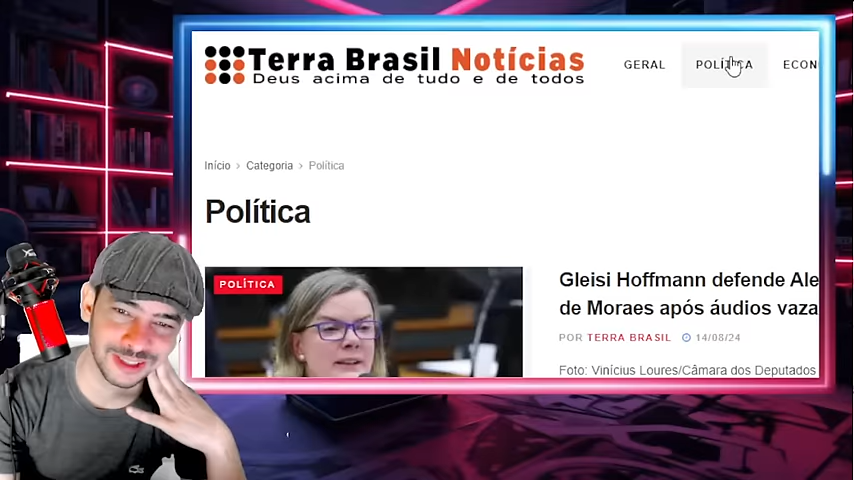 Terra Brasil Notícias
Deus acima de tudo e de todos
GERAL
POLÍTICA
ECON
Início > Categoria > Política
Política
POLÍTICA
Gleisi Hoffmann defende Ale
de Moraes após áudios vaza
POR TERRA BRASIL 14/08/24
Foto: Vinícius Loures/Câmara dos Deputados